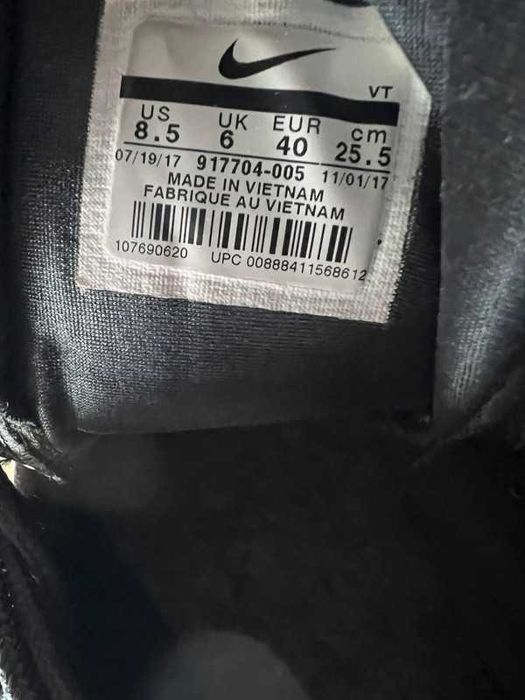 VT
US UK EUR cm
8.5 6 40 25.5
07/19/17 917704-005 11/01/17
MADE IN VIETNAM
FABRIQUE AU VIETNAM
107690620 UPC 00888411568612